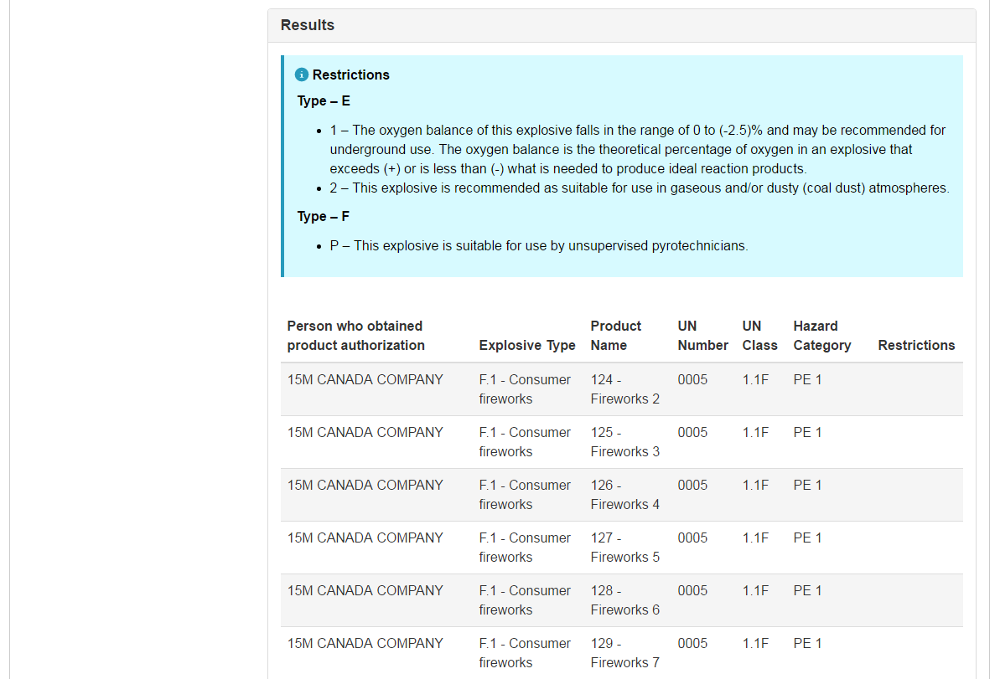 Results
Restrictions
Type – E
1 – The oxygen balance of this explosive falls in the range of 0 to (-2.5)% and may be recommended for
underground use. The oxygen balance is the theoretical percentage of oxygen in an explosive that
exceeds (+) or is less than (-) what is needed to produce ideal reaction products.
2 – This explosive is recommended as suitable for use in gaseous and/or dusty (coal dust) atmospheres.
Type – F
P – This explosive is suitable for use by unsupervised pyrotechnicians.
Person who obtained Product UN UN Hazard
product authorization Explosive Type Name Number Class Category Restrictions
15M CANADA COMPANY F.1 - Consumer 124 - 0005 1.1F PE 1
fireworks Fireworks 2
15M CANADA COMPANY F.1 - Consumer 125 - 0005 1.1F PE 1
fireworks Fireworks 3
15M CANADA COMPANY F.1 - Consumer 126 - 0005 1.1F PE 1
fireworks Fireworks 4
15M CANADA COMPANY F.1 - Consumer 127 - 0005 1.1F PE 1
fireworks Fireworks 5
15M CANADA COMPANY F.1 - Consumer 128 - 0005 1.1F PE 1
fireworks Fireworks 6
15M CANADA COMPANY F.1 - Consumer 129 - 0005 1.1F PE 1
fireworks Fireworks 7